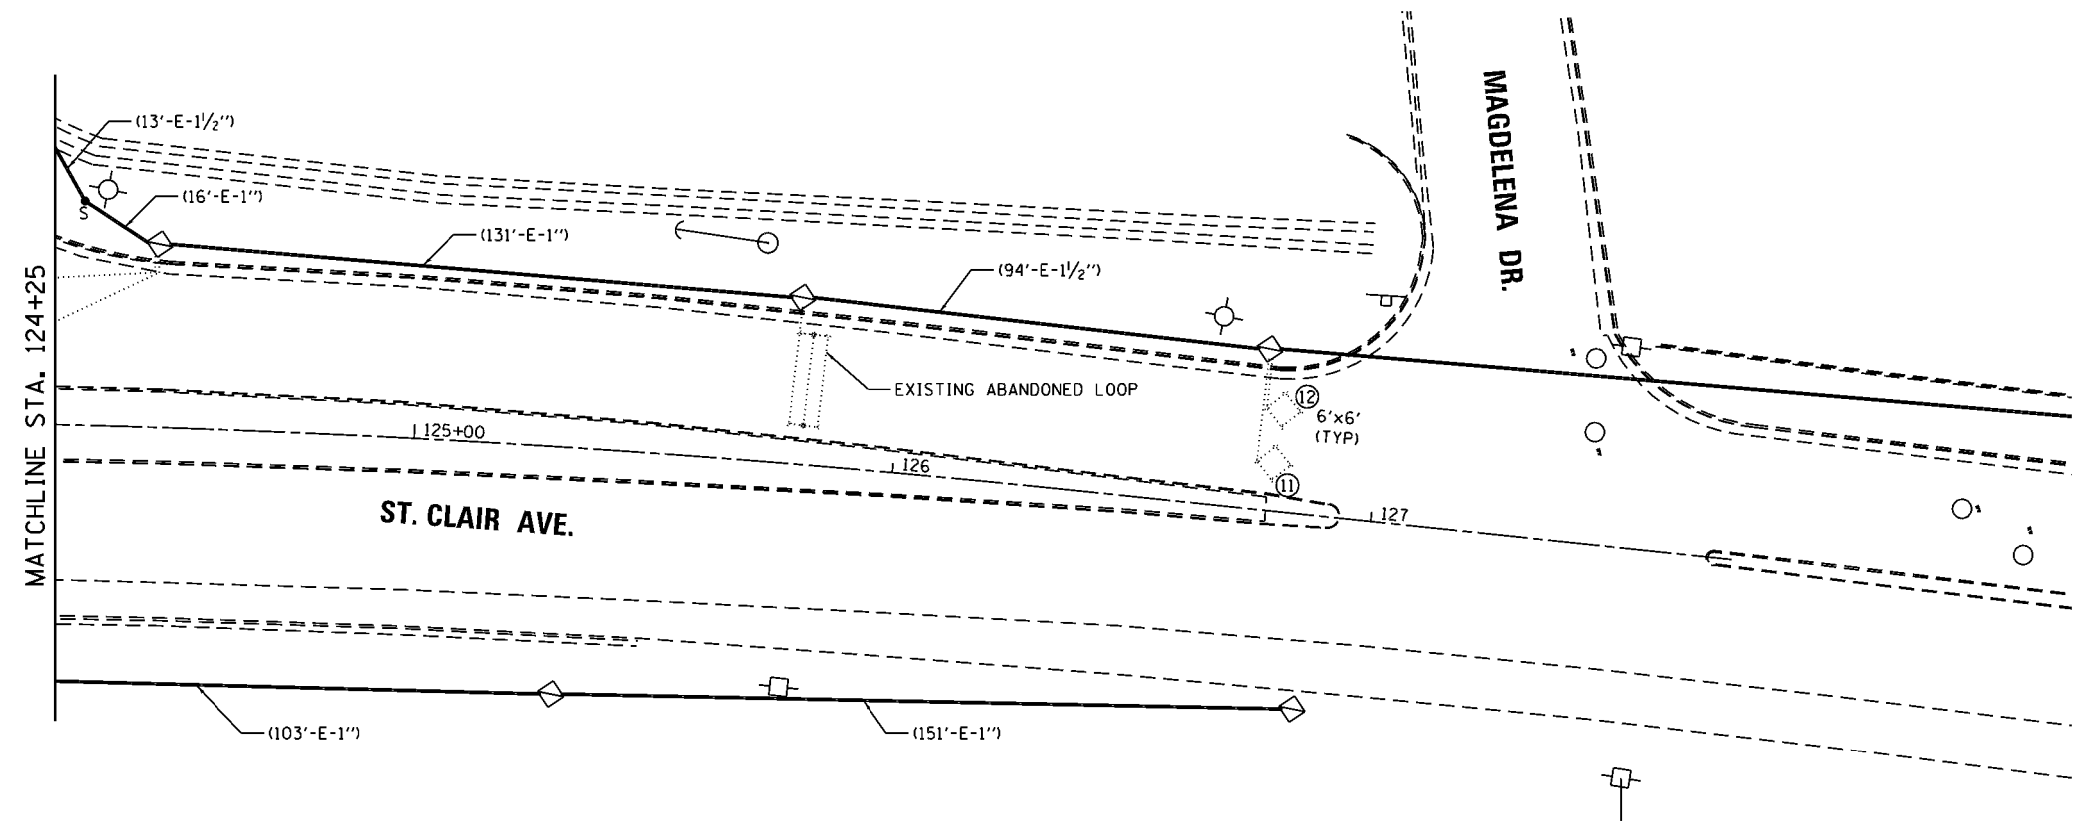 MAGDELENA DR.
(13'-E-1½")
(16'-E-1")
S
(131'-E-1")
(94'-E-1½")
MATCHLINE STA. 124+25
EXISTING ABANDONED LOOP
12
6'x6'
(TYP)
125+00
126
11
127
ST. CLAIR AVE.
(103'-E-1")
(151'-E-1")